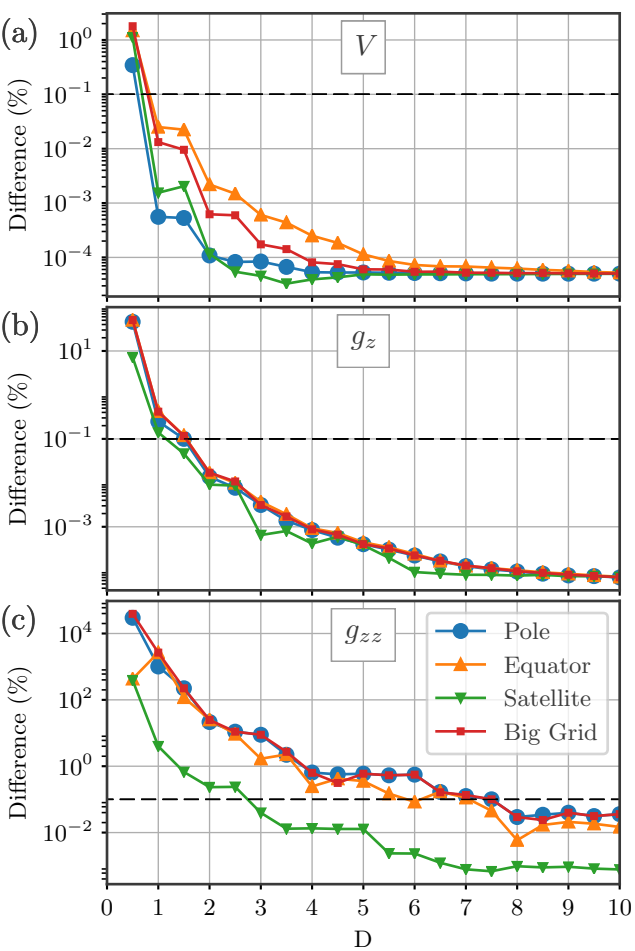 (a)
V
Difference (%)
10^0
10^{-1}
10^{-2}
10^{-3}
10^{-4}
(b)
g_z
Difference (%)
10^1
10^{-1}
10^{-3}
(c)
g_{zz}
Difference (%)
10^4
10^2
10^0
10^{-2}
Pole
Equator
Satellite
Big Grid
0 1 2 3 4 5 6 7 8 9 10
D